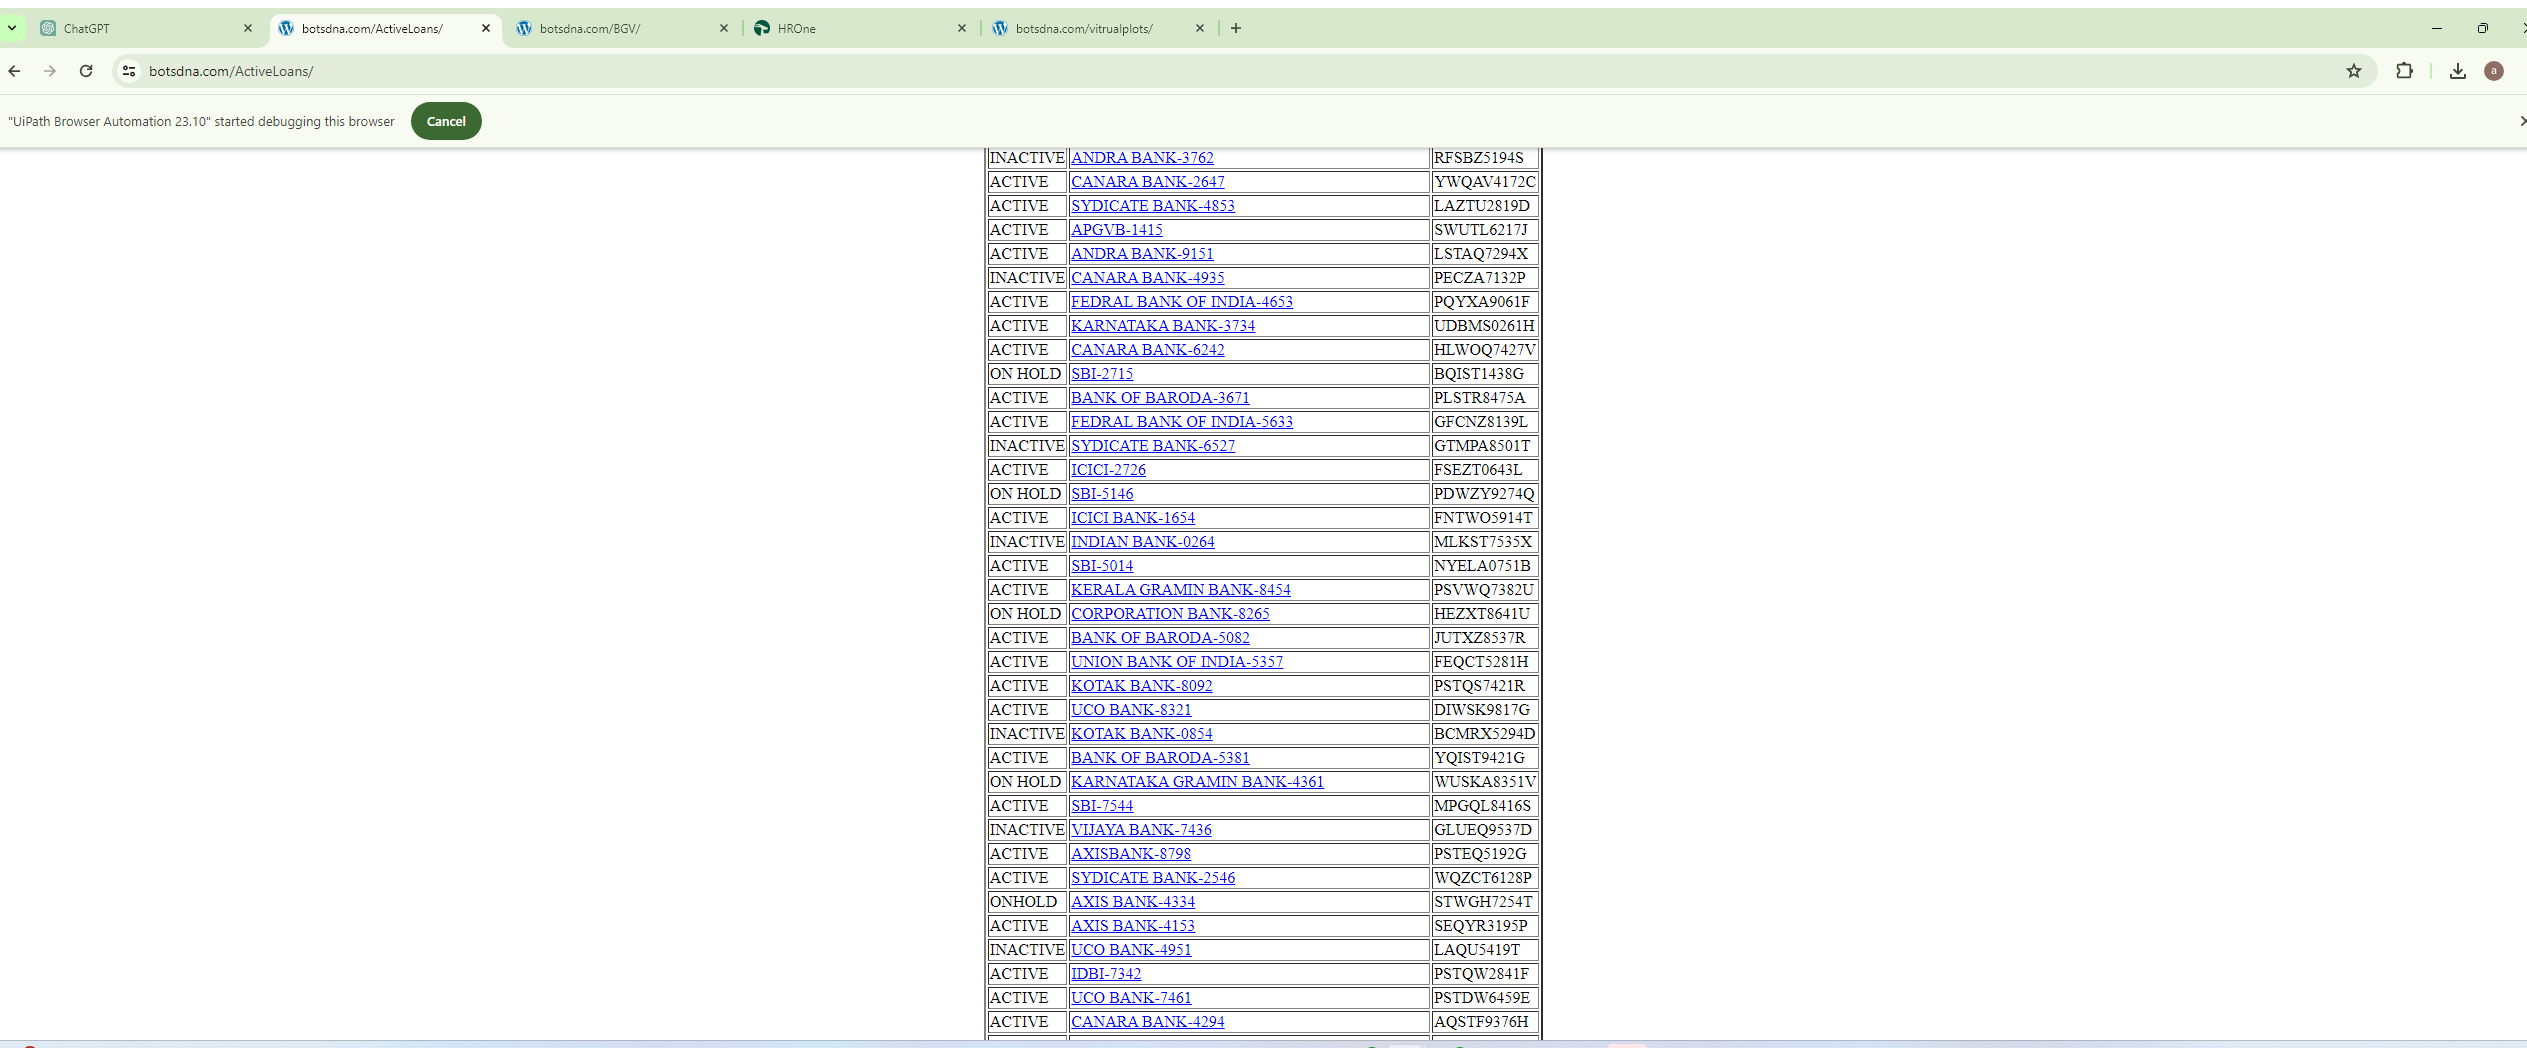 ChatGPT botsdna.com/ActiveLoans/ botsdna.com/BGV/ HROne botsdna.com/vitrualplots/
botsdna.com/ActiveLoans/ a
"UiPath Browser Automation 23.10" started debugging this browser Cancel
INACTIVE ANDRA BANK-3762 RFSBZ5194S
ACTIVE CANARA BANK-2647 YWQAV4172C
ACTIVE SYDICATE BANK-4853 LAZTU2819D
ACTIVE APGVB-1415 SWUTL6217J
ACTIVE ANDRA BANK-9151 LSTAQ7294X
INACTIVE CANARA BANK-4935 PECZA7132P
ACTIVE FEDRAL BANK OF INDIA-4653 PQYXA9061F
ACTIVE KARNATAKA BANK-3734 UDBMS0261H
ACTIVE CANARA BANK-6242 HLWOQ7427V
ON HOLD SBI-2715 BQIST1438G
ACTIVE BANK OF BARODA-3671 PLSTR8475A
ACTIVE FEDRAL BANK OF INDIA-5633 GFCNZ8139L
INACTIVE SYDICATE BANK-6527 GTMPA8501T
ACTIVE ICICI-2726 FSEZT0643L
ON HOLD SBI-5146 PDWZY9274Q
ACTIVE ICICI BANK-1654 FNTWO5914T
INACTIVE INDIAN BANK-0264 MLKST7535X
ACTIVE SBI-5014 NYELA0751B
ACTIVE KERALA GRAMIN BANK-8454 PSVWQ7382U
ON HOLD CORPORATION BANK-8265 HEZXT8641U
ACTIVE BANK OF BARODA-5082 JUTXZ8537R
ACTIVE UNION BANK OF INDIA-5357 FEQCT5281H
ACTIVE KOTAK BANK-8092 PSTQS7421R
ACTIVE UCO BANK-8321 DIWSK9817G
INACTIVE KOTAK BANK-0854 BCMRX5294D
ACTIVE BANK OF BARODA-5381 YQIST9421G
ON HOLD KARNATAKA GRAMIN BANK-4361 WUSKA8351V
ACTIVE SBI-7544 MPGQL8416S
INACTIVE VIJAYA BANK-7436 GLUEQ9537D
ACTIVE AXISBANK-8798 PSTEQ5192G
ACTIVE SYDICATE BANK-2546 WQZCT6128P
ONHOLD AXIS BANK-4334 STWGH7254T
ACTIVE AXIS BANK-4153 SEQYR3195P
INACTIVE UCO BANK-4951 LAQU5419T
ACTIVE IDBI-7342 PSTQW2841F
ACTIVE UCO BANK-7461 PSTDW6459E
ACTIVE CANARA BANK-4294 AQSTF9376H